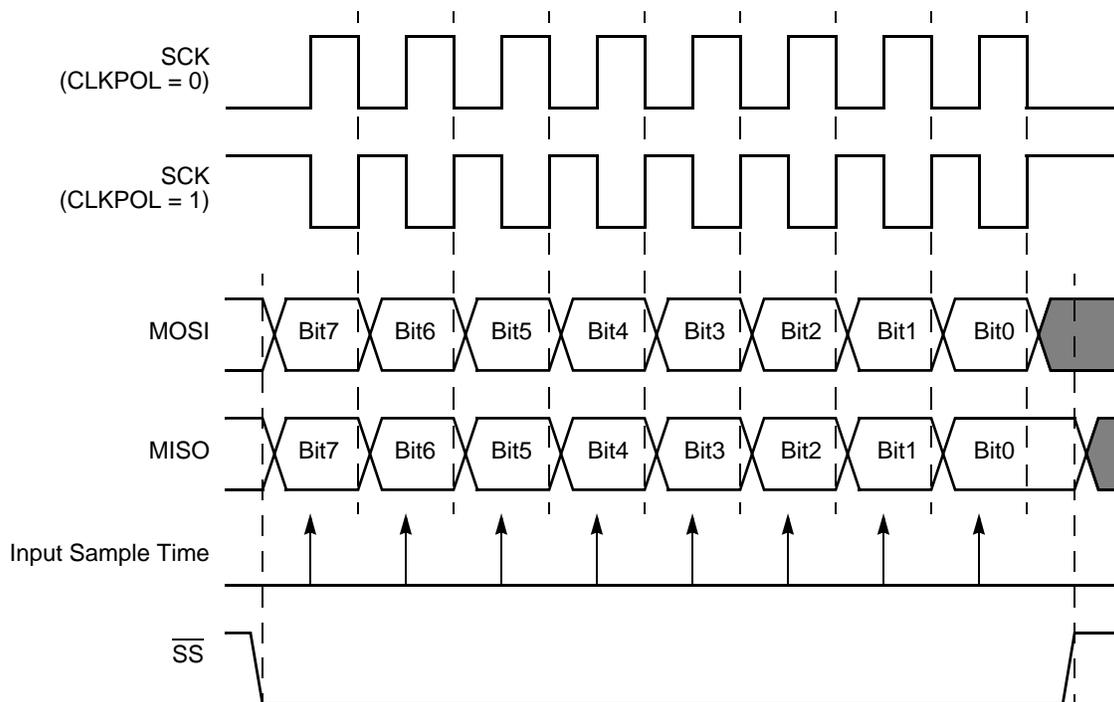 SCK
(CLKPOL = 0)
SCK
(CLKPOL = 1)
MOSI Bit7 Bit6 Bit5 Bit4 Bit3 Bit2 Bit1 Bit0
MISO Bit7 Bit6 Bit5 Bit4 Bit3 Bit2 Bit1 Bit0
Input Sample Time
S̅S̅